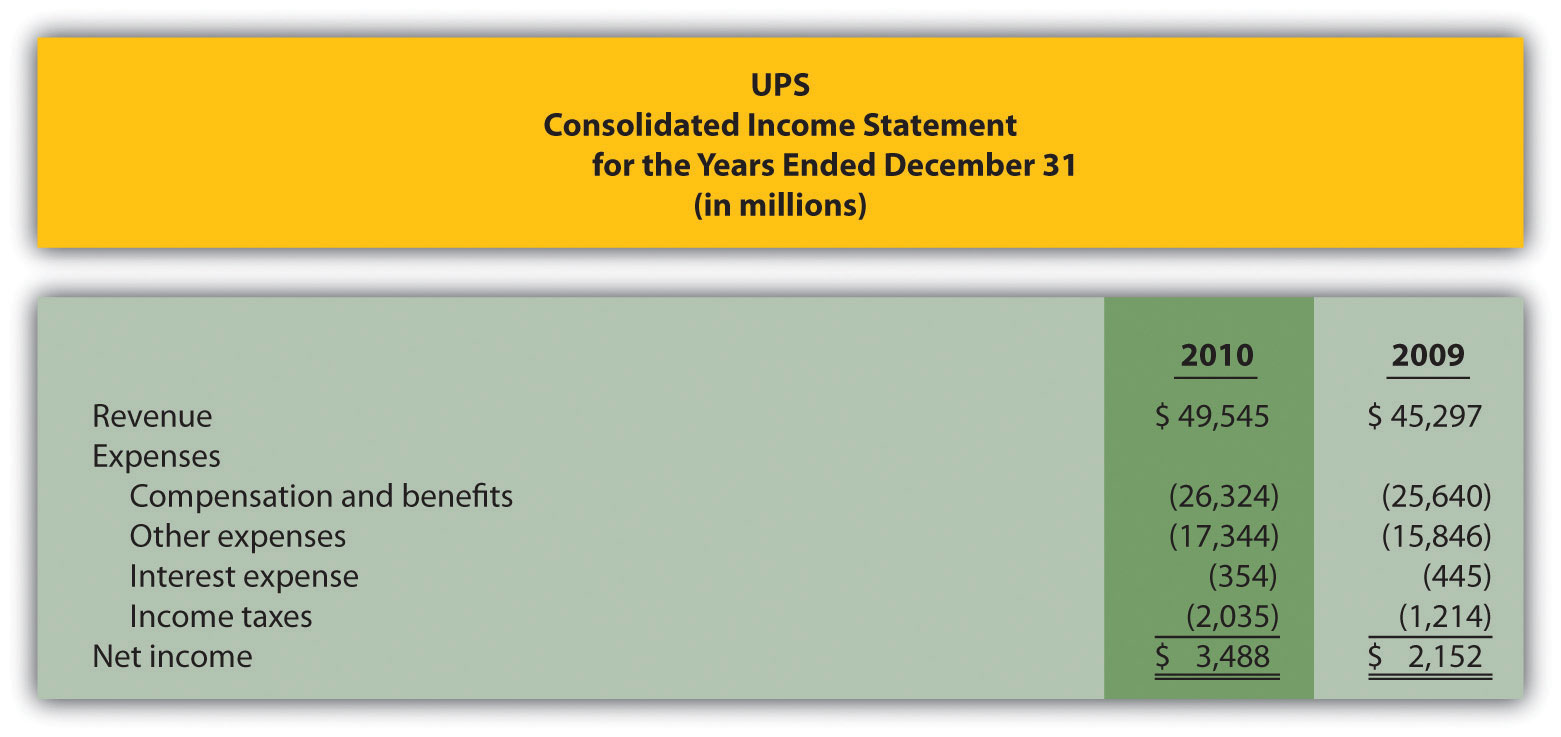 UPS
Consolidated Income Statement
for the Years Ended December 31
(in millions)
2010 2009
Revenue $ 49,545 $ 45,297
Expenses
Compensation and benefits (26,324) (25,640)
Other expenses (17,344) (15,846)
Interest expense (354) (445)
Income taxes (2,035) (1,214)
Net income $ 3,488 $ 2,152